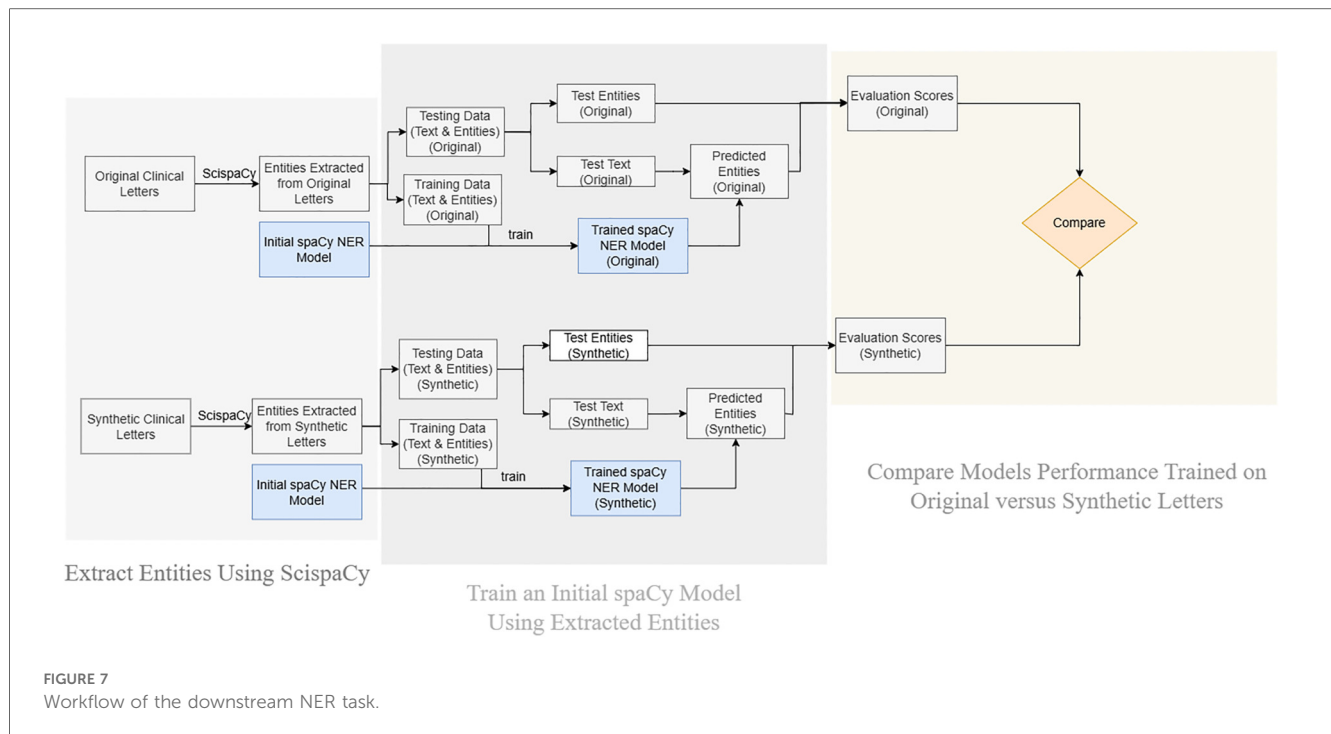 Original Clinical
Letters
ScispaCy
Entities Extracted
from Original
Letters
Initial spaCy NER
Model
Testing Data
(Text & Entities)
(Original)
Training Data
(Text & Entities)
(Original)
train
Test Entities
(Original)
Test Text
(Original)
Trained spaCy
NER Model
(Original)
Predicted
Entities
(Original)
Evaluation Scores
(Original)
Compare
Synthetic Clinical
Letters
ScispaCy
Entities Extracted
from Synthetic
Letters
Initial spaCy NER
Model
Testing Data
(Text & Entities)
(Synthetic)
Training Data
(Text & Entities)
(Synthetic)
train
Test Entities
(Synthetic)
Test Text
(Synthetic)
Trained spaCy
NER Model
(Synthetic)
Predicted
Entities
(Synthetic)
Evaluation Scores
(Synthetic)
Extract Entities Using ScispaCy
Train an Initial spaCy Model
Using Extracted Entities
Compare Models Performance Trained on
Original versus Synthetic Letters
FIGURE 7
Workflow of the downstream NER task.